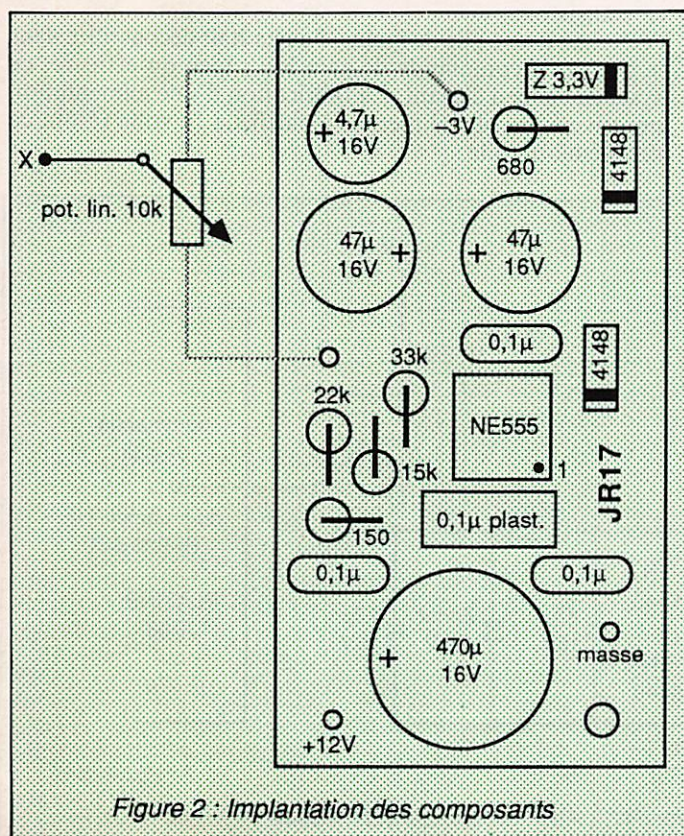 Z 3,3V
4,7µ
16V
–3V
680
4148
X
pot. lin. 10k
47µ
16V
47µ
16V
0,1µ
4148
33k
22k
NE555
15k
1
JR17
0,1µ plast.
150
0,1µ
0,1µ
470µ
16V
masse
+12V
Figure 2 : Implantation des composants